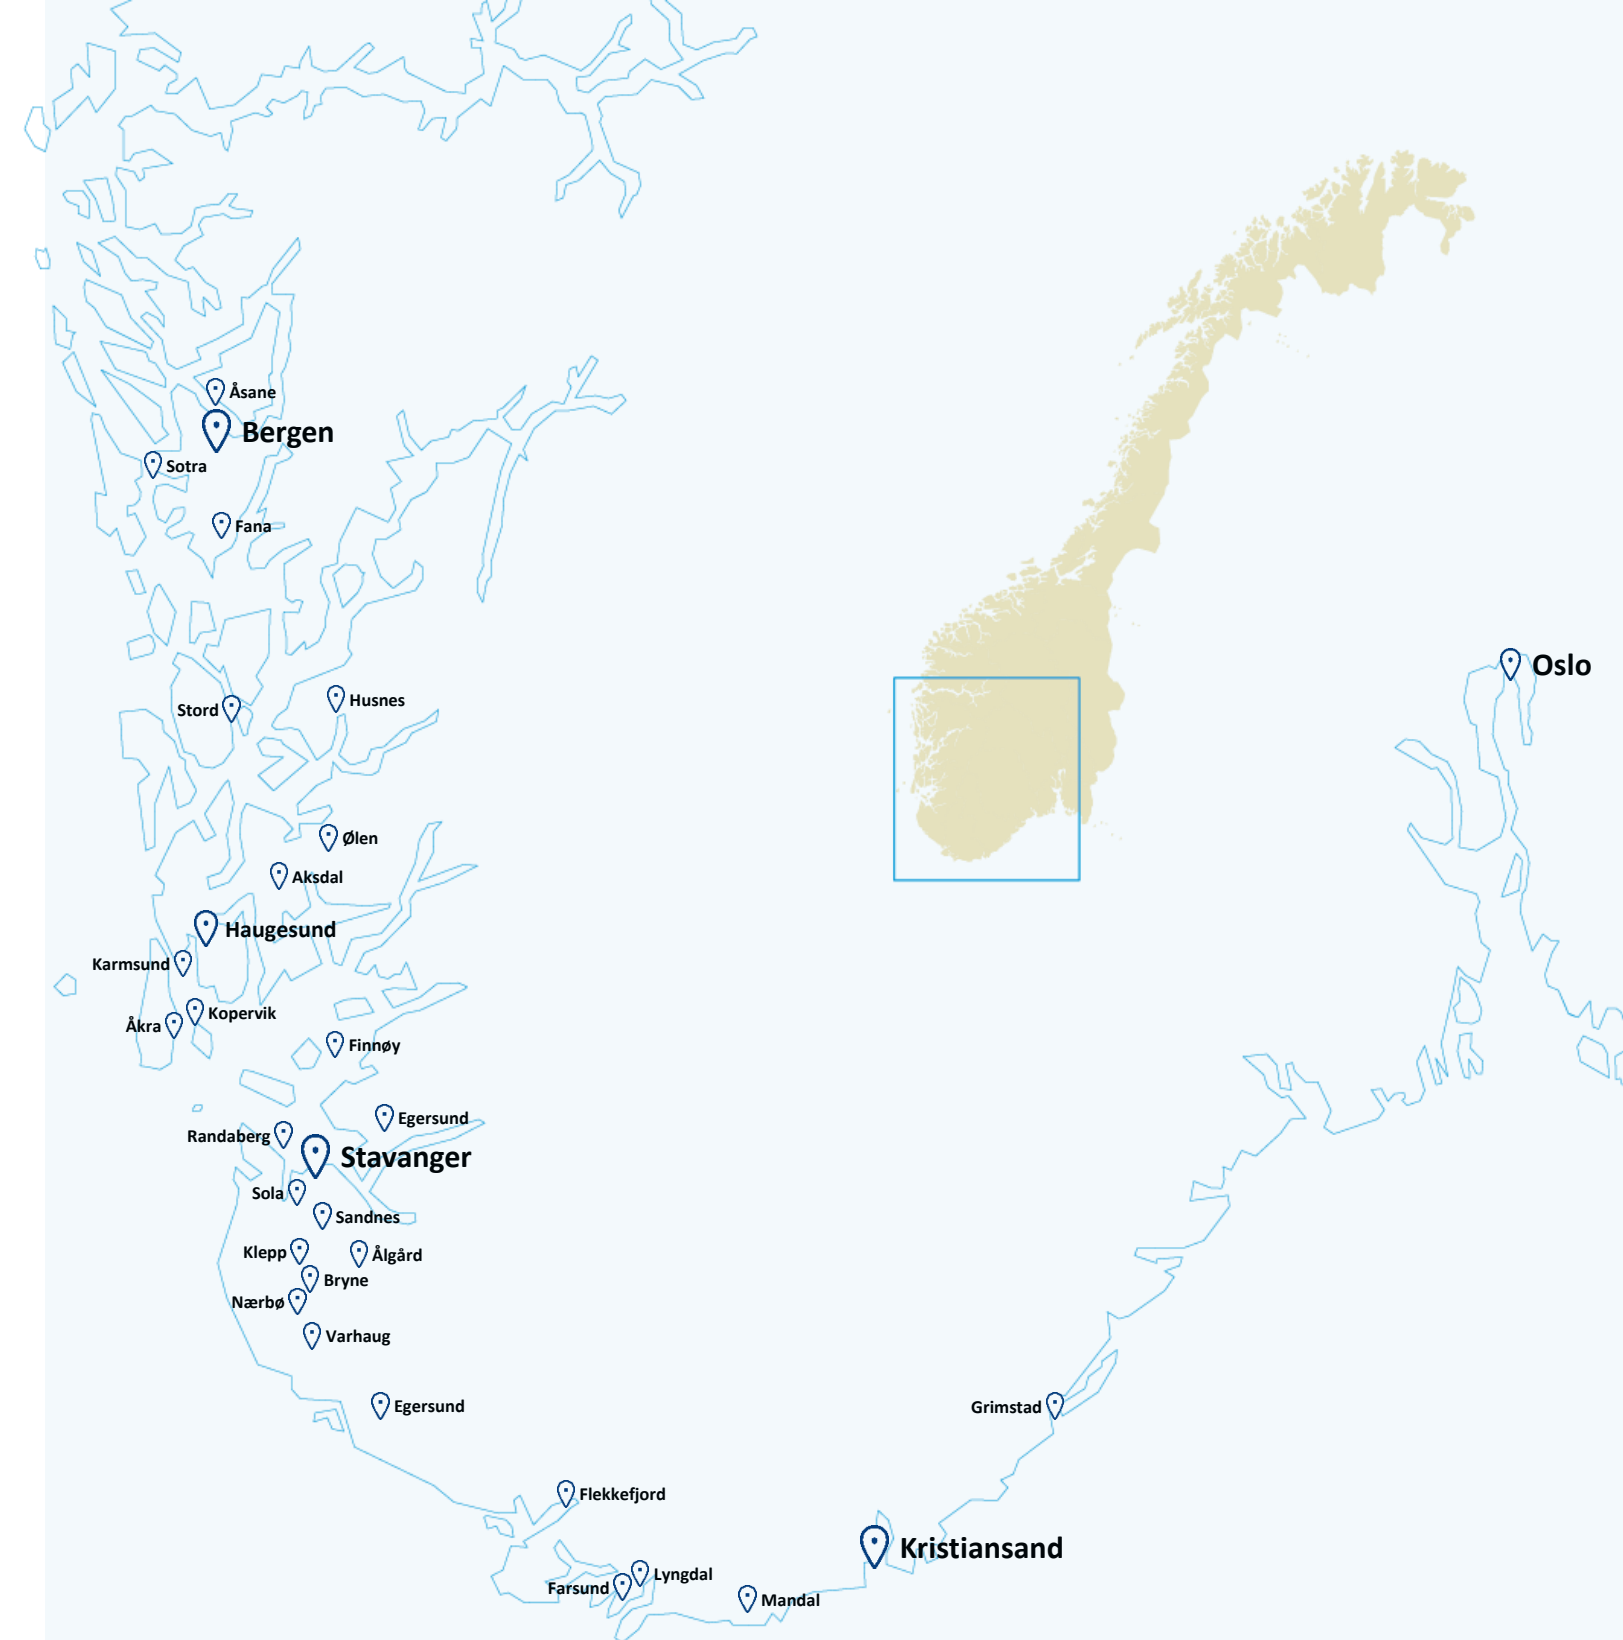 Åsane
Bergen
Sotra
Fana
Oslo
Stord
Husnes
Ølen
Aksdal
Haugesund
Karmsund
Kopervik
Åkra
Finnøy
Egersund
Randaberg
Stavanger
Sola
Sandnes
Klepp
Ålgård
Bryne
Nærbø
Varhaug
Egersund
Grimstad
Flekkefjord
Kristiansand
Lyngdal
Farsund
Mandal